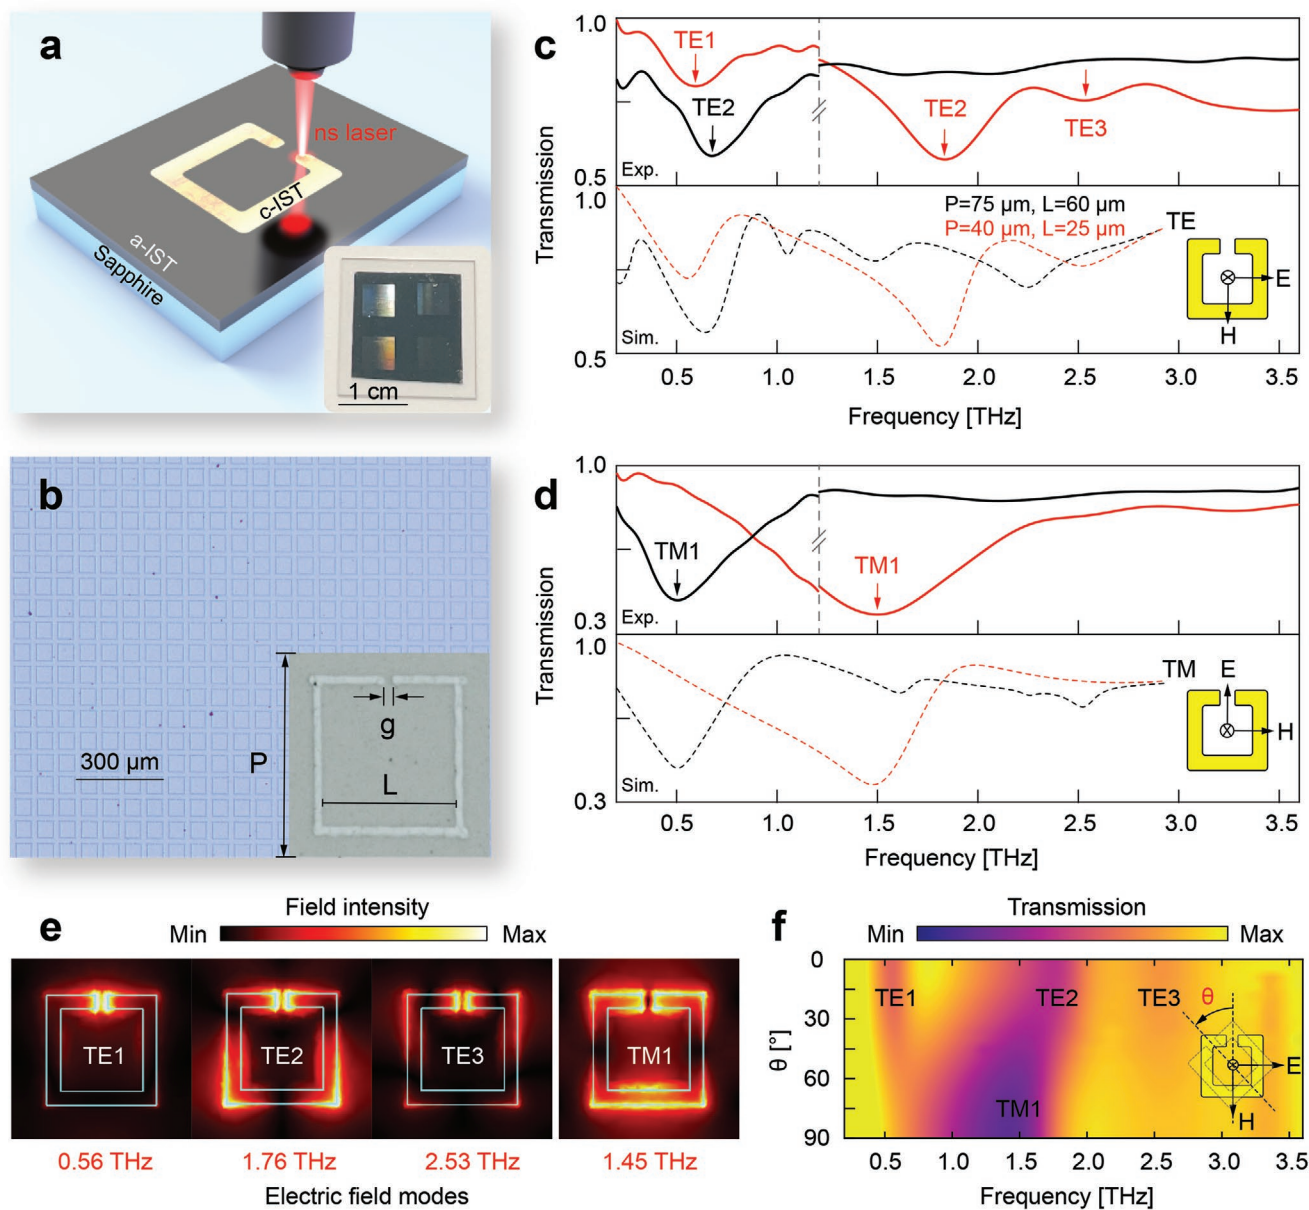 a
ns laser
c-IST
a-IST
Sapphire
1 cm
b
300 µm
P
g
L
c
Transmission
1.0
0.5
1.0
0.5
TE1
TE2
TE2
TE3
Exp.
P=75 µm, L=60 µm
P=40 µm, L=25 µm
TE
E
H
Sim.
0.5 1.0 1.5 2.0 2.5 3.0 3.5
Frequency [THz]
d
Transmission
1.0
0.3
1.0
0.3
TM1
TM1
Exp.
TM
E
H
Sim.
0.5 1.0 1.5 2.0 2.5 3.0 3.5
Frequency [THz]
e
Field intensity
Min Max
TE1 TE2 TE3 TM1
0.56 THz 1.76 THz 2.53 THz 1.45 THz
Electric field modes
f
Transmission
Min Max
0
30
60
90
θ [°]
TE1 TE2 TE3 θ
E
TM1
H
0.5 1.0 1.5 2.0 2.5 3.0 3.5
Frequency [THz]